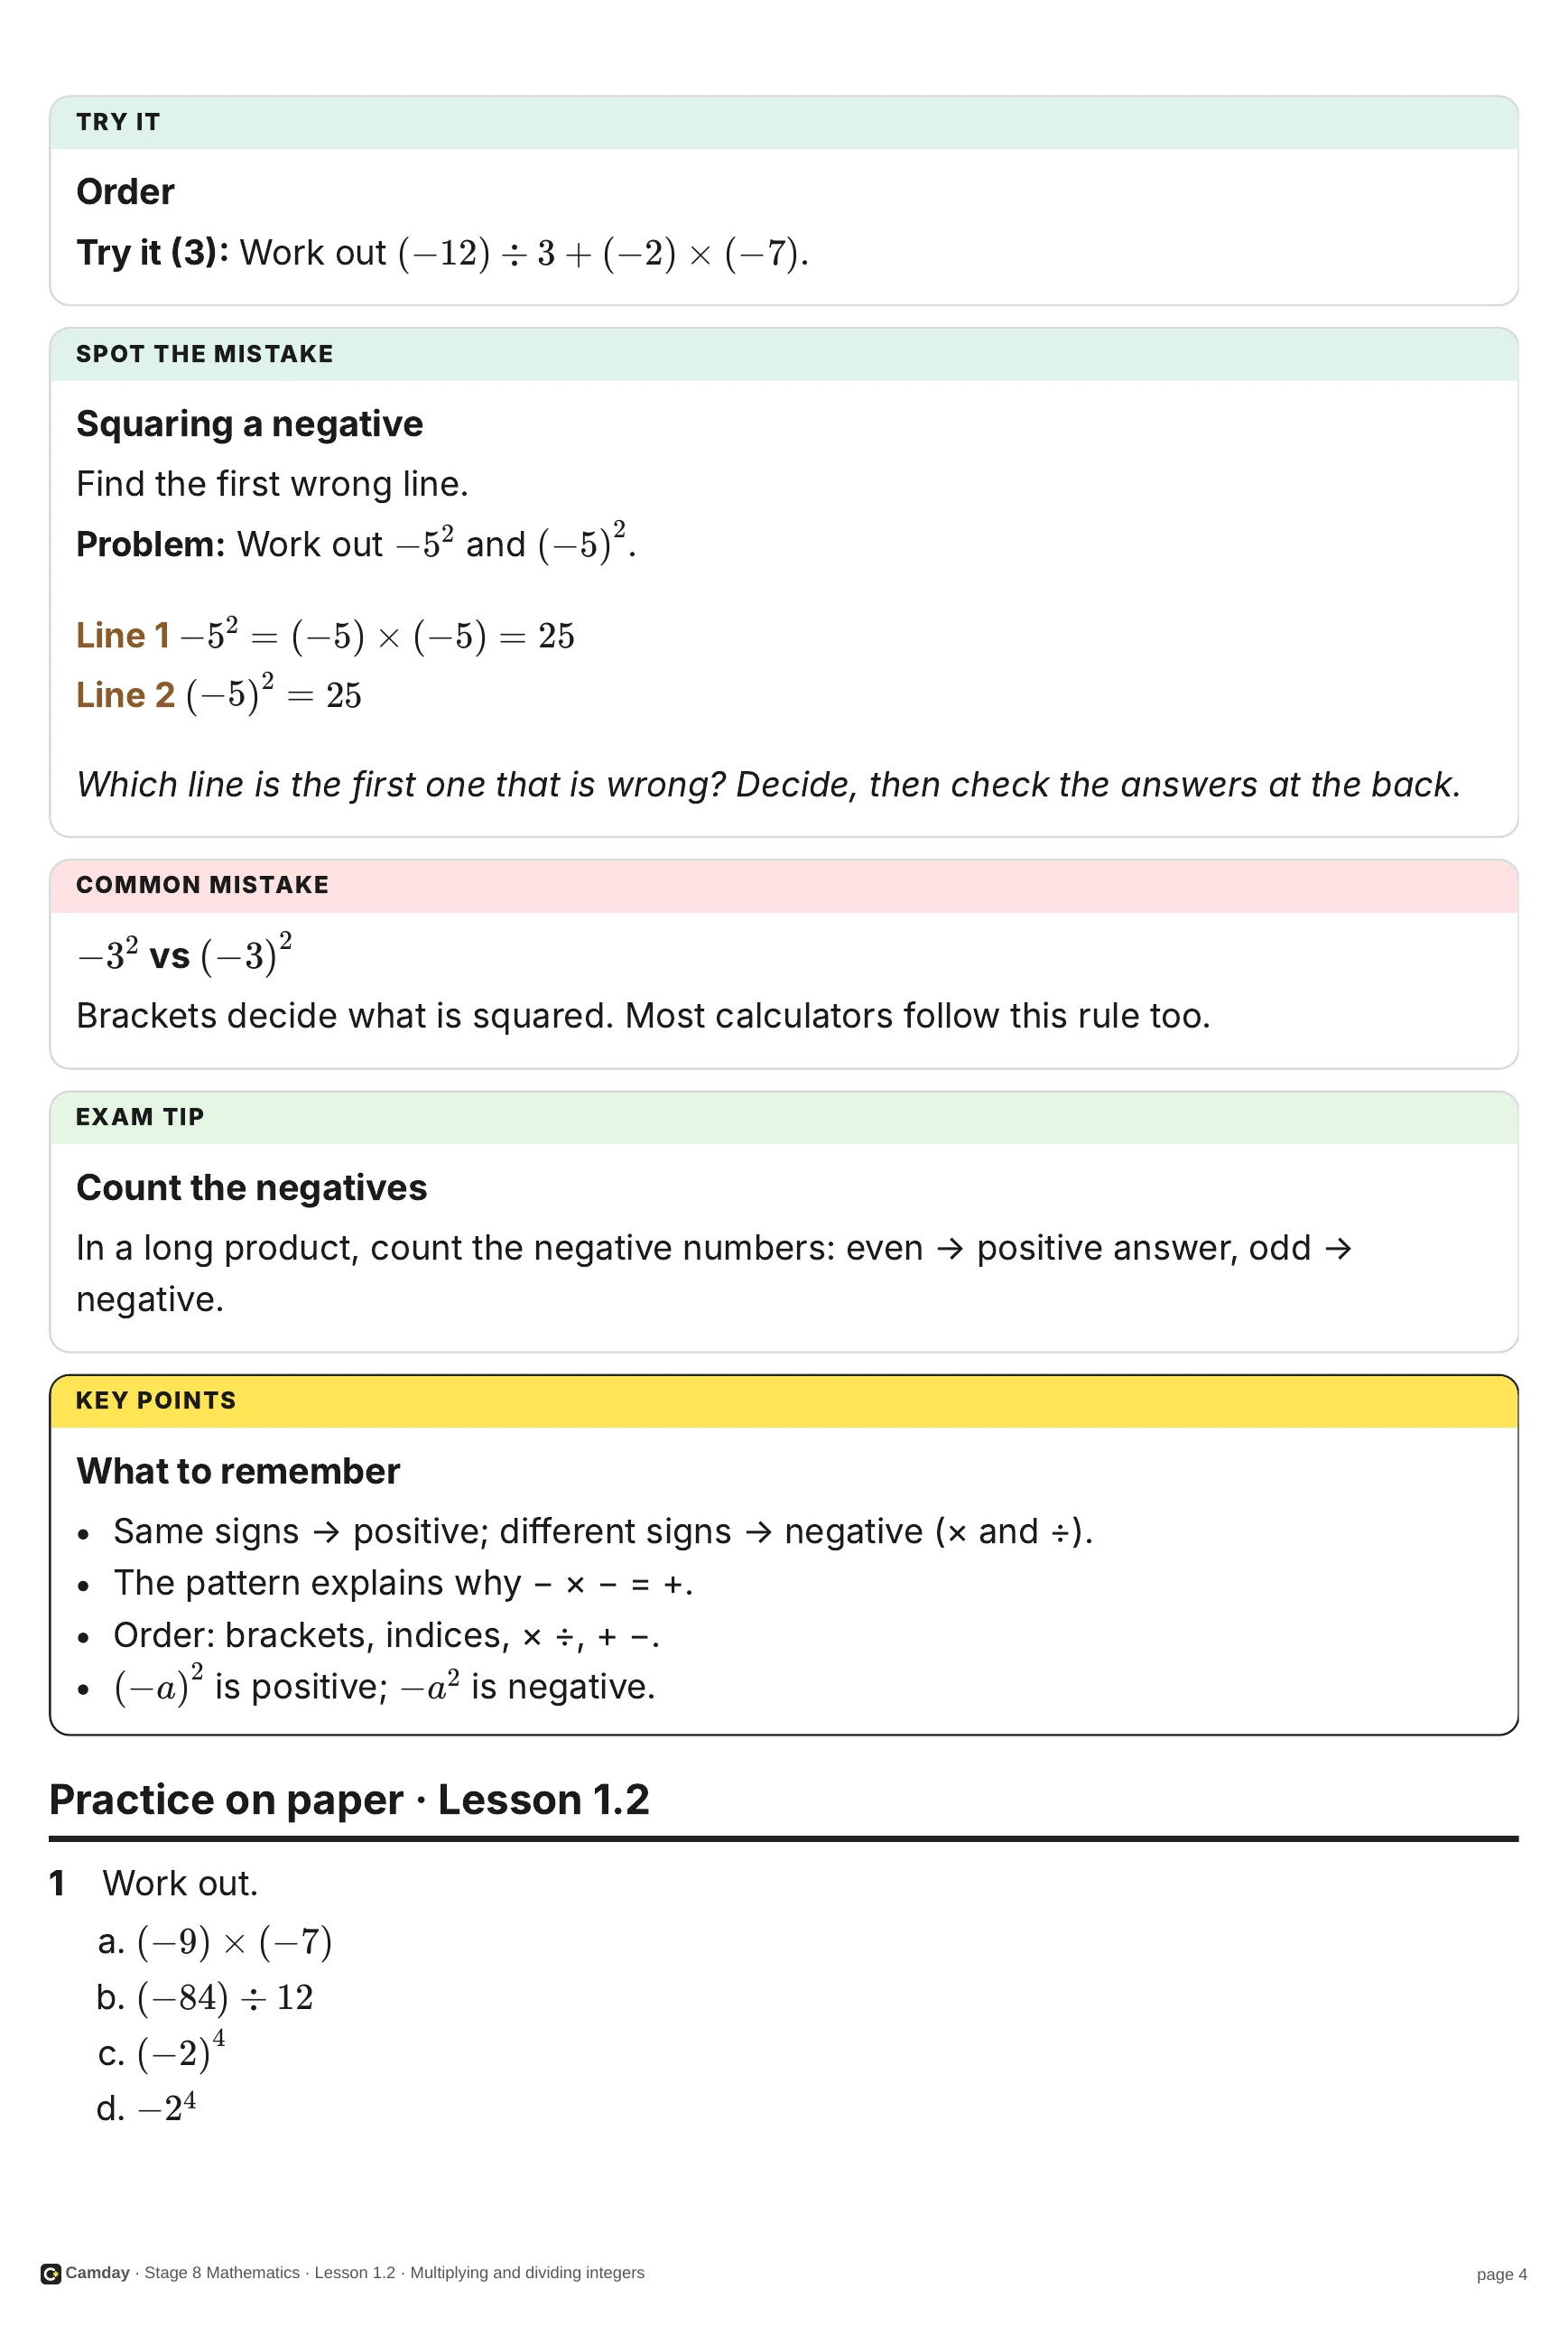 TRY IT
Order
Try it (3): Work out (−12) ÷ 3 + (−2) × (−7).
SPOT THE MISTAKE
Squaring a negative
Find the first wrong line.
Problem: Work out −5² and (−5)².
Line 1 −5² = (−5) × (−5) = 25
Line 2 (−5)² = 25
Which line is the first one that is wrong? Decide, then check the answers at the back.
COMMON MISTAKE
−3² vs (−3)²
Brackets decide what is squared. Most calculators follow this rule too.
EXAM TIP
Count the negatives
In a long product, count the negative numbers: even → positive answer, odd →
negative.
KEY POINTS
What to remember
• Same signs → positive; different signs → negative (× and ÷).
• The pattern explains why − × − = +.
• Order: brackets, indices, × ÷, + −.
• (−a)² is positive; −a² is negative.
Practice on paper · Lesson 1.2
1 Work out.
a. (−9) × (−7)
b. (−84) ÷ 12
c. (−2)⁴
d. −2⁴
Camday · Stage 8 Mathematics · Lesson 1.2 · Multiplying and dividing integers
page 4